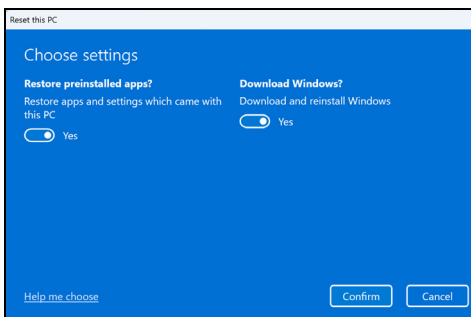 Reset this PC
Choose settings
Restore preinstalled apps?
Restore apps and settings which came with
this PC
Yes
Download Windows?
Download and reinstall Windows
Yes
Help me choose
Confirm
Cancel